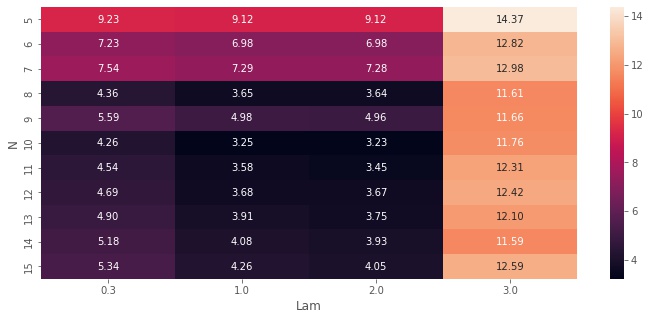 5 9.23 9.12 9.12 14.37 14
6 7.23 6.98 6.98 12.82
7 7.54 7.29 7.28 12.98 12
8 4.36 3.65 3.64 11.61
9 5.59 4.98 4.96 11.66 10
N 10 4.26 3.25 3.23 11.76
11 4.54 3.58 3.45 12.31 8
12 4.69 3.68 3.67 12.42
13 4.90 3.91 3.75 12.10 6
14 5.18 4.08 3.93 11.59
15 5.34 4.26 4.05 12.59 4
0.3 1.0 2.0 3.0
Lam